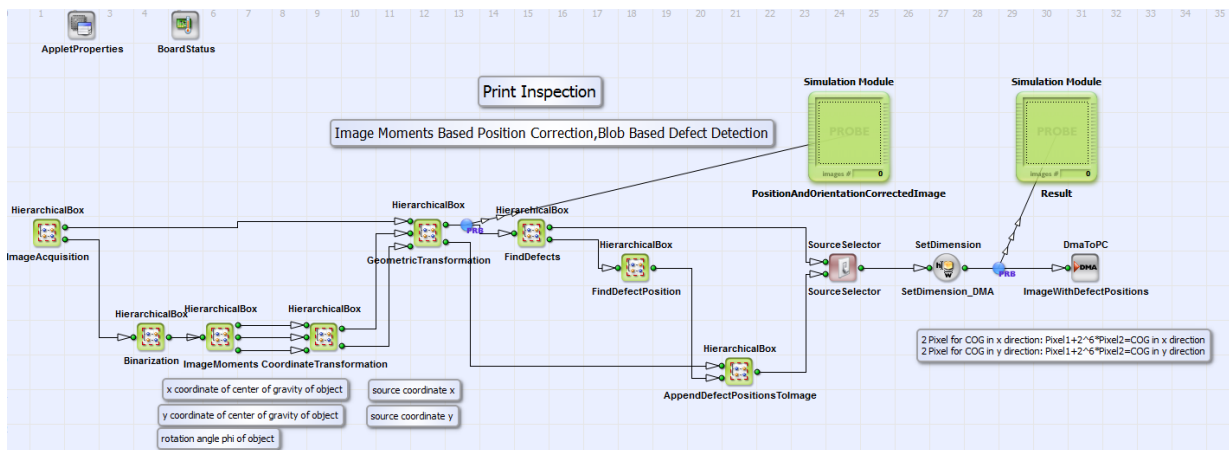 1 2 3 4 5 6 7 8 9 10 11 12 13 14 15 16 17 18 19 20 21 22 23 24 25 26 27 28 29 30 31 32 33 34 35
AppletProperties
BoardStatus
Print Inspection
Image Moments Based Position Correction,Blob Based Defect Detection
Simulation Module
PROBE
Images # 0
PositionAndOrientationCorrectedImage
Simulation Module
PROBE
Images # 0
Result
HierarchicalBox
ImageAcquisition
HierarchicalBox
GeometricTransformation
PRB
HierarchicalBox
FindDefects
HierarchicalBox
FindDefectPosition
SourceSelector
SourceSelector
SetDimension
SetDimension_DMA
PRB
DmaToPC
DMA
ImageWithDefectPositions
HierarchicalBox
Binarization
HierarchicalBox
ImageMoments
HierarchicalBox
CoordinateTransformation
2 Pixel for COG in x direction: Pixel1+2^6*Pixel2=COG in x direction
2 Pixel for COG in y direction: Pixel1+2^6*Pixel2=COG in y direction
HierarchicalBox
AppendDefectPositionsToImage
x coordinate of center of gravity of object
source coordinate x
y coordinate of center of gravity of object
source coordinate y
rotation angle phi of object